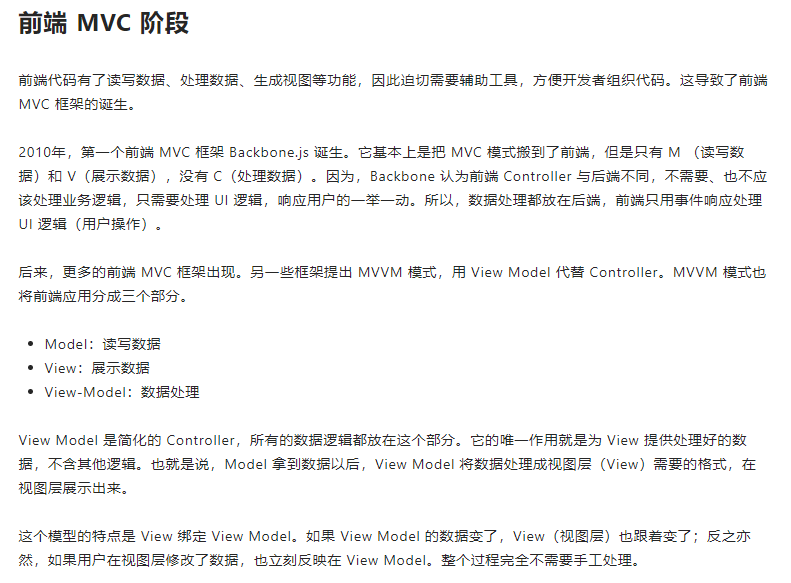 前端 MVC 阶段
前端代码有了读写数据、处理数据、生成视图等功能，因此迫切需要辅助工具，方便开发者组织代码。这导致了前端
MVC 框架的诞生。
2010年，第一个前端 MVC 框架 Backbone.js 诞生。它基本上是把 MVC 模式搬到了前端，但是只有 M （读写数
据）和 V（展示数据），没有 C（处理数据）。因为，Backbone 认为前端 Controller 与后端不同，不需要、也不应
该处理业务逻辑，只需要处理 UI 逻辑，响应用户的一举一动。所以，数据处理都放在后端，前端只用事件响应处理
UI 逻辑（用户操作）。
后来，更多的前端 MVC 框架出现。另一些框架提出 MVVM 模式，用 View Model 代替 Controller。MVVM 模式也
将前端应用分成三个部分。
• Model：读写数据
• View：展示数据
• View-Model：数据处理
View Model 是简化的 Controller，所有的数据逻辑都放在这个部分。它的唯一作用就是为 View 提供处理好的数
据，不含其他逻辑。也就是说，Model 拿到数据以后，View Model 将数据处理成视图层（View）需要的格式，在
视图层展示出来。
这个模型的特点是 View 绑定 View Model。如果 View Model 的数据变了，View（视图层）也跟着变了；反之亦
然，如果用户在视图层修改了数据，也立刻反映在 View Model。整个过程完全不需要手工处理。